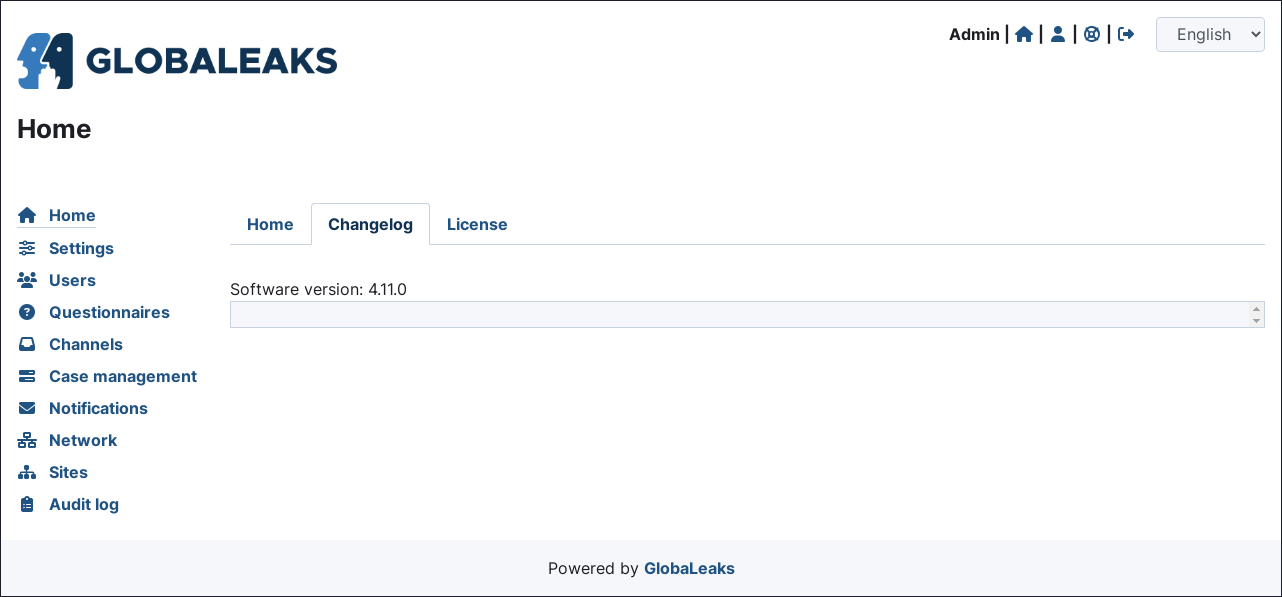 Admin | | | |
English
GLOBALEAKS
Home
Home
Settings
Users
Questionnaires
Channels
Case management
Notifications
Network
Sites
Audit log
Home Changelog License
Software version: 4.11.0
Powered by GlobaLeaks